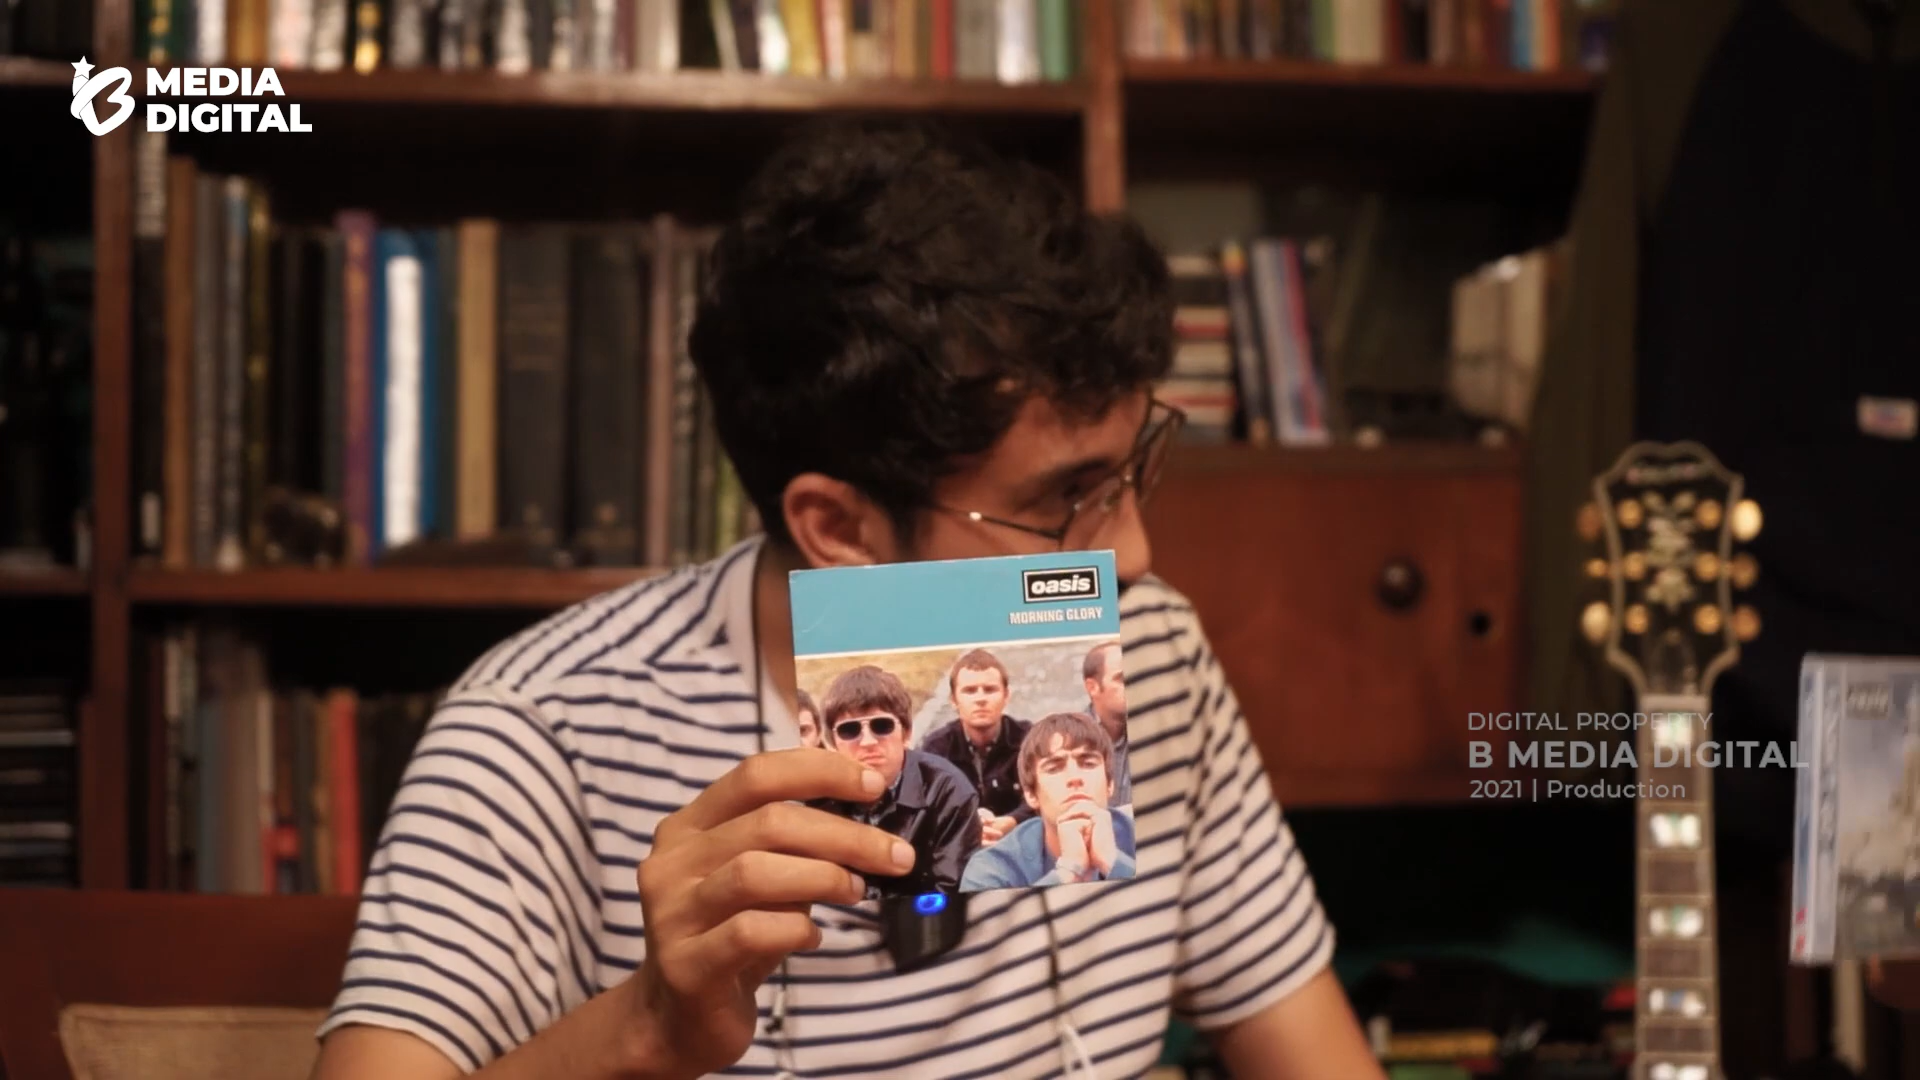 MEDIA
DIGITAL
oasis
MORNING GLORY
DIGITAL PROPERTY
B MEDIA DIGITAL
2021 | Production